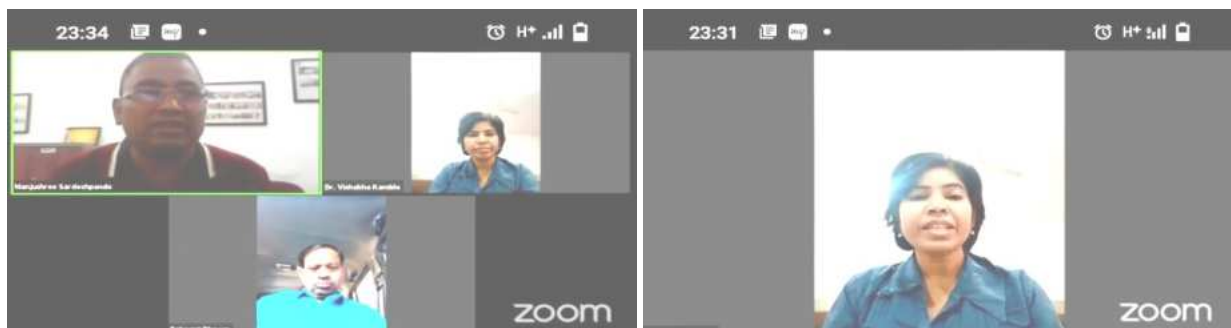 23:34
H+
Manjushree Sardeshpande
Dr. Vishakha Kamble
zoom
23:31
H+
zoom